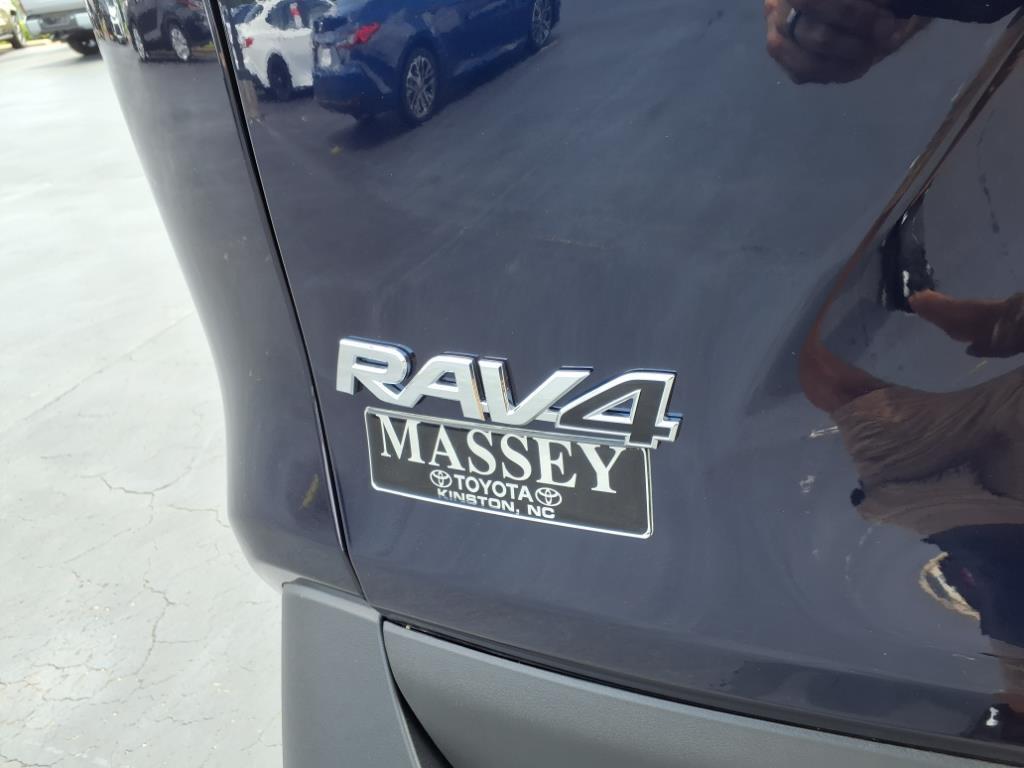 RAV4
MASSEY
TOYOTA
KINSTON, NC